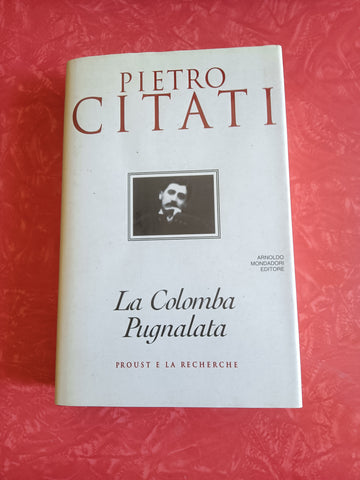 PIETRO
CITATI
ARNOLDO
MONDADORI
EDITORE
La Colomba
Pugnalata
PROUST E LA RECHERCHE